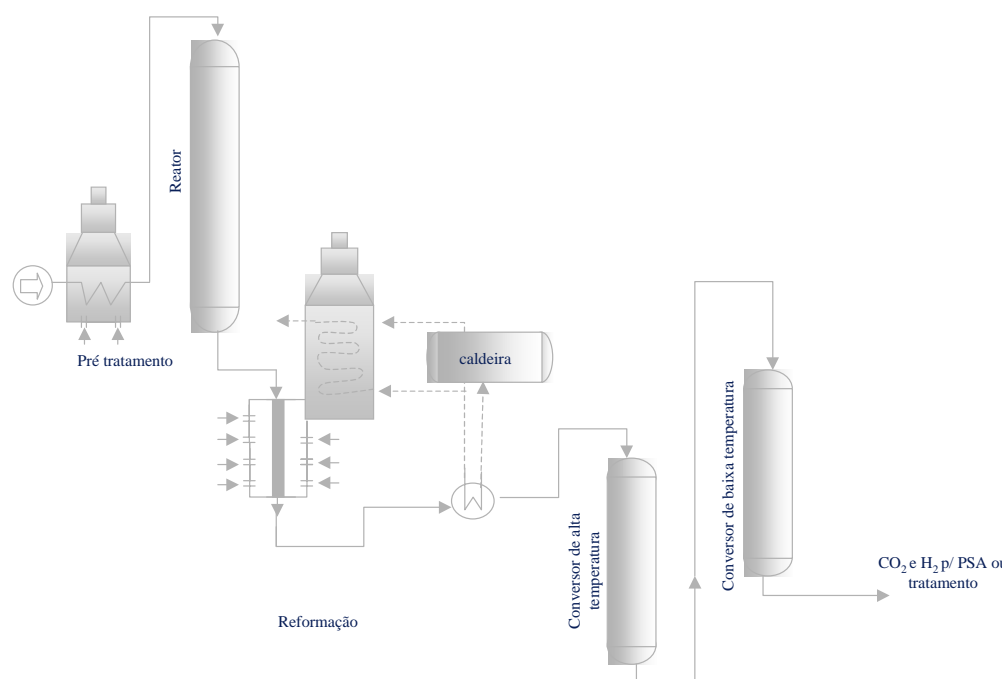 Reator
Pré tratamento
caldeira
Reformação
Conversor de alta
temperatura
Conversor de baixa temperatura
CO₂ e H₂ p/ PSA ou
tratamento